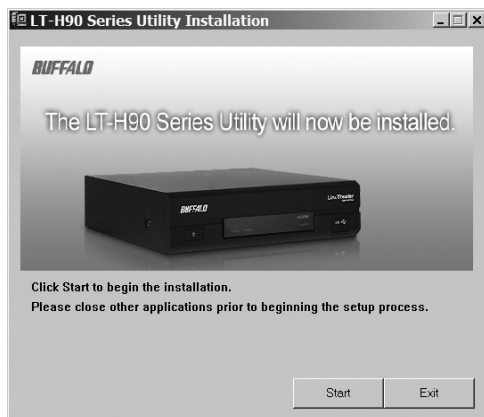 LT-H90 Series Utility Installation
BUFFALO
The LT-H90 Series Utility will now be installed.
BUFFALO
LinkTheater
Click Start to begin the installation.
Please close other applications prior to beginning the setup process.
Start
Exit